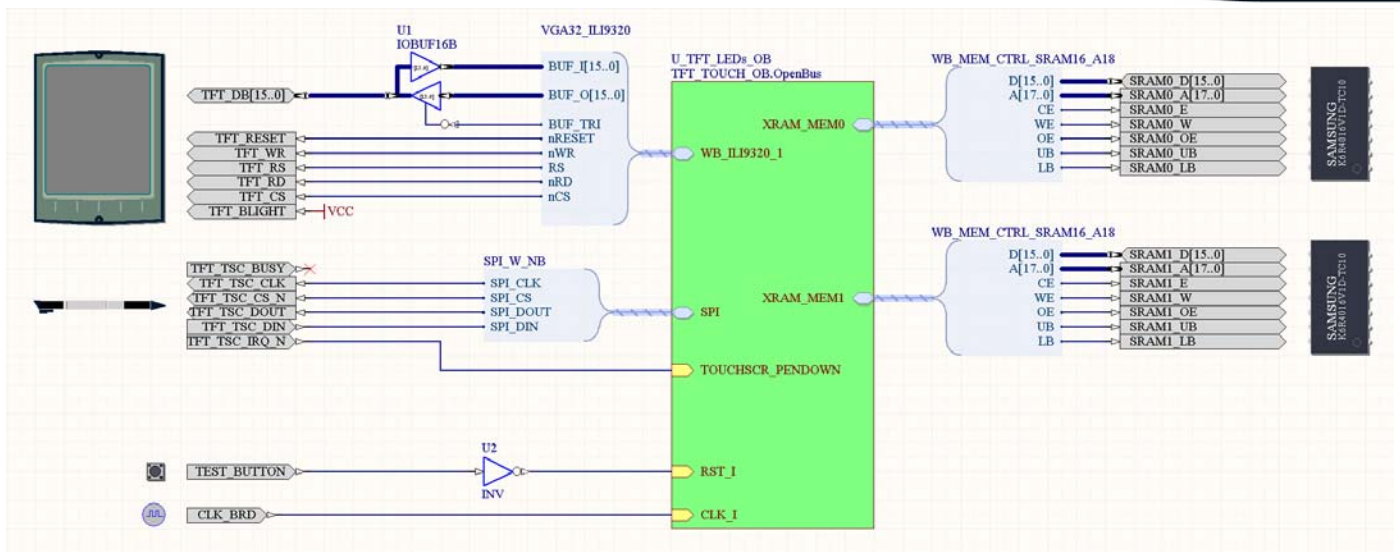 U1
IOBUF16B
VGA32_ILI9320
BUF_I[15..0]
TFT_DB[15..0]
BUF_O[15..0]
BUF_TRI
TFT_RESET
nRESET
TFT_WR
nWR
TFT_RS
RS
TFT_RD
nRD
TFT_CS
nCS
TFT_BLIGHT
VCC
TFT_TSC_BUSY
SPI_W_NB
TFT_TSC_CLK
SPI_CLK
TFT_TSC_CS_N
SPI_CS
TFT_TSC_DOUT
SPI_DOUT
TFT_TSC_DIN
SPI_DIN
TFT_TSC_IRQ_N
TEST_BUTTON
U2
INV
CLK_BRD
U_TFT_LEDs_OB
TFT_TOUCH_OB.OpenBus
XRAM_MEM0
WB_ILI9320_1
XRAM_MEM1
SPI
TOUCHSCR_PENDOWN
RST_I
CLK_I
WB_MEM_CTRL_SRAM16_A18
D[15..0]
SRAM0_D[15..0]
A[17..0]
SRAM0_A[17..0]
CE
SRAM0_E
WE
SRAM0_W
OE
SRAM0_OE
UB
SRAM0_UB
LB
SRAM0_LB
SAMSUNG
K6R4016V1D-TC10
WB_MEM_CTRL_SRAM16_A18
D[15..0]
SRAM1_D[15..0]
A[17..0]
SRAM1_A[17..0]
CE
SRAM1_E
WE
SRAM1_W
OE
SRAM1_OE
UB
SRAM1_UB
LB
SRAM1_LB
SAMSUNG
K6R4016V1D-TC10